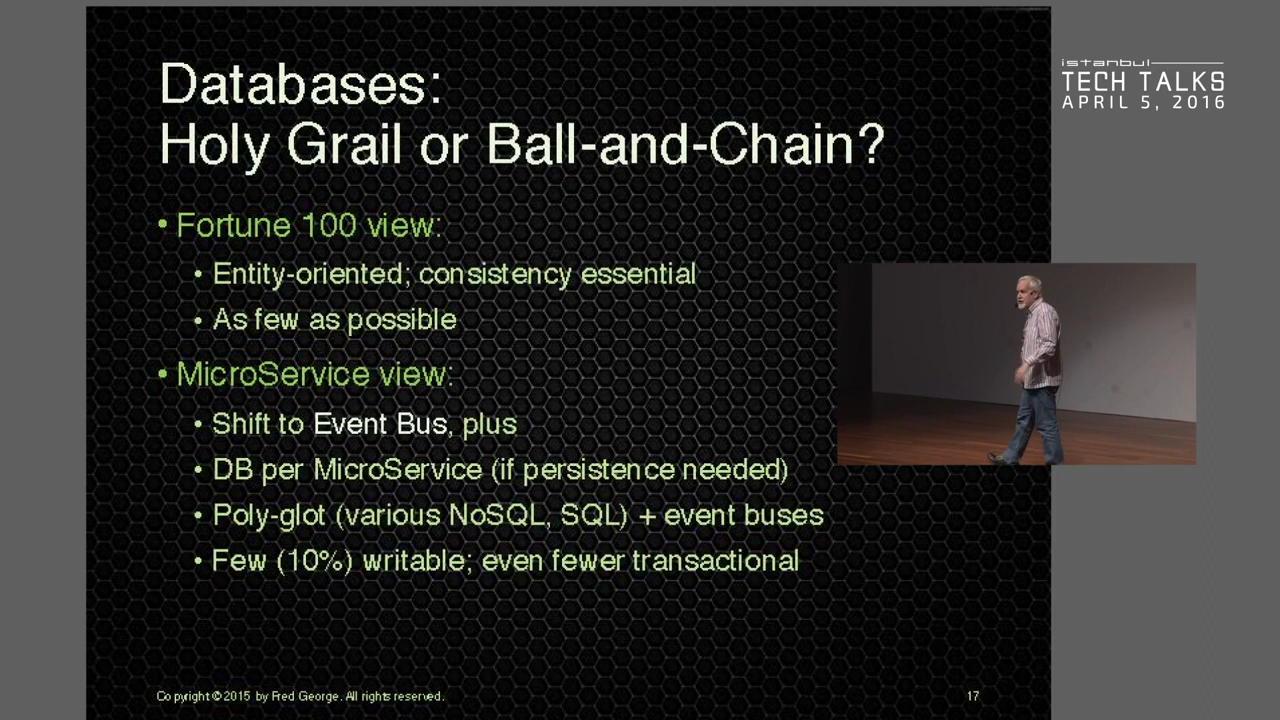 Databases:
Holy Grail or Ball-and-Chain?
• Fortune 100 view:
• Entity-oriented; consistency essential
• As few as possible
• MicroService view:
• Shift to Event Bus, plus
• DB per MicroService (if persistence needed)
• Poly-glot (various NoSQL, SQL) + event buses
• Few (10%) writable; even fewer transactional
Copyright © 2015 by Fred George. All rights reserved.
17
istanbul
TECH TALKS
APRIL 5, 2016